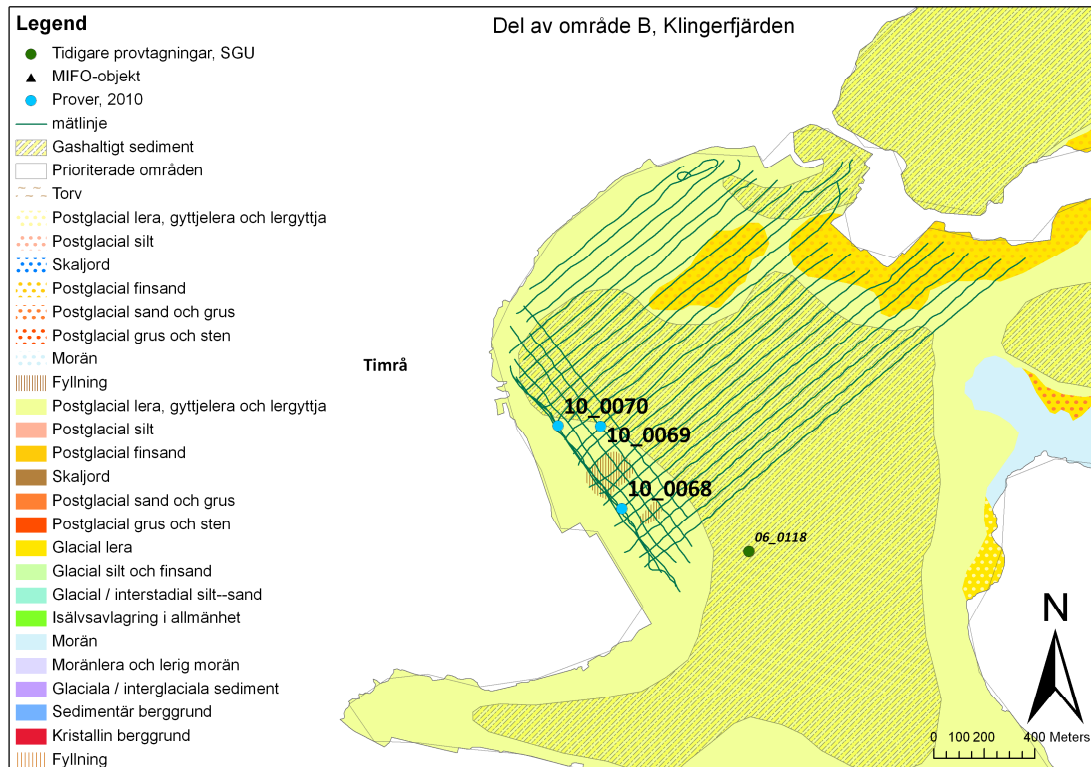 Legend
Tidigare provtagningar, SGU
MIFO-objekt
Prover, 2010
mätlinje
Gashaltigt sediment
Prioriterade områden
Torv
Postglacial lera, gyttjelera och lergyttja
Postglacial silt
Skaljord
Postglacial finsand
Postglacial sand och grus
Postglacial grus och sten
Morän
Fyllning
Postglacial lera, gyttjelera och lergyttja
Postglacial silt
Postglacial finsand
Skaljord
Postglacial sand och grus
Postglacial grus och sten
Glacial lera
Glacial silt och finsand
Glacial / interstadial silt--sand
Isälvsavlagring i allmänhet
Morän
Moränlera och lerig morän
Glaciala / interglaciala sediment
Sedimentär berggrund
Kristallin berggrund
Fyllning
Del av område B, Klingerfjärden
Timrå
10_0070
10_0069
10_0068
06_0118
N
0 100 200 400 Meters